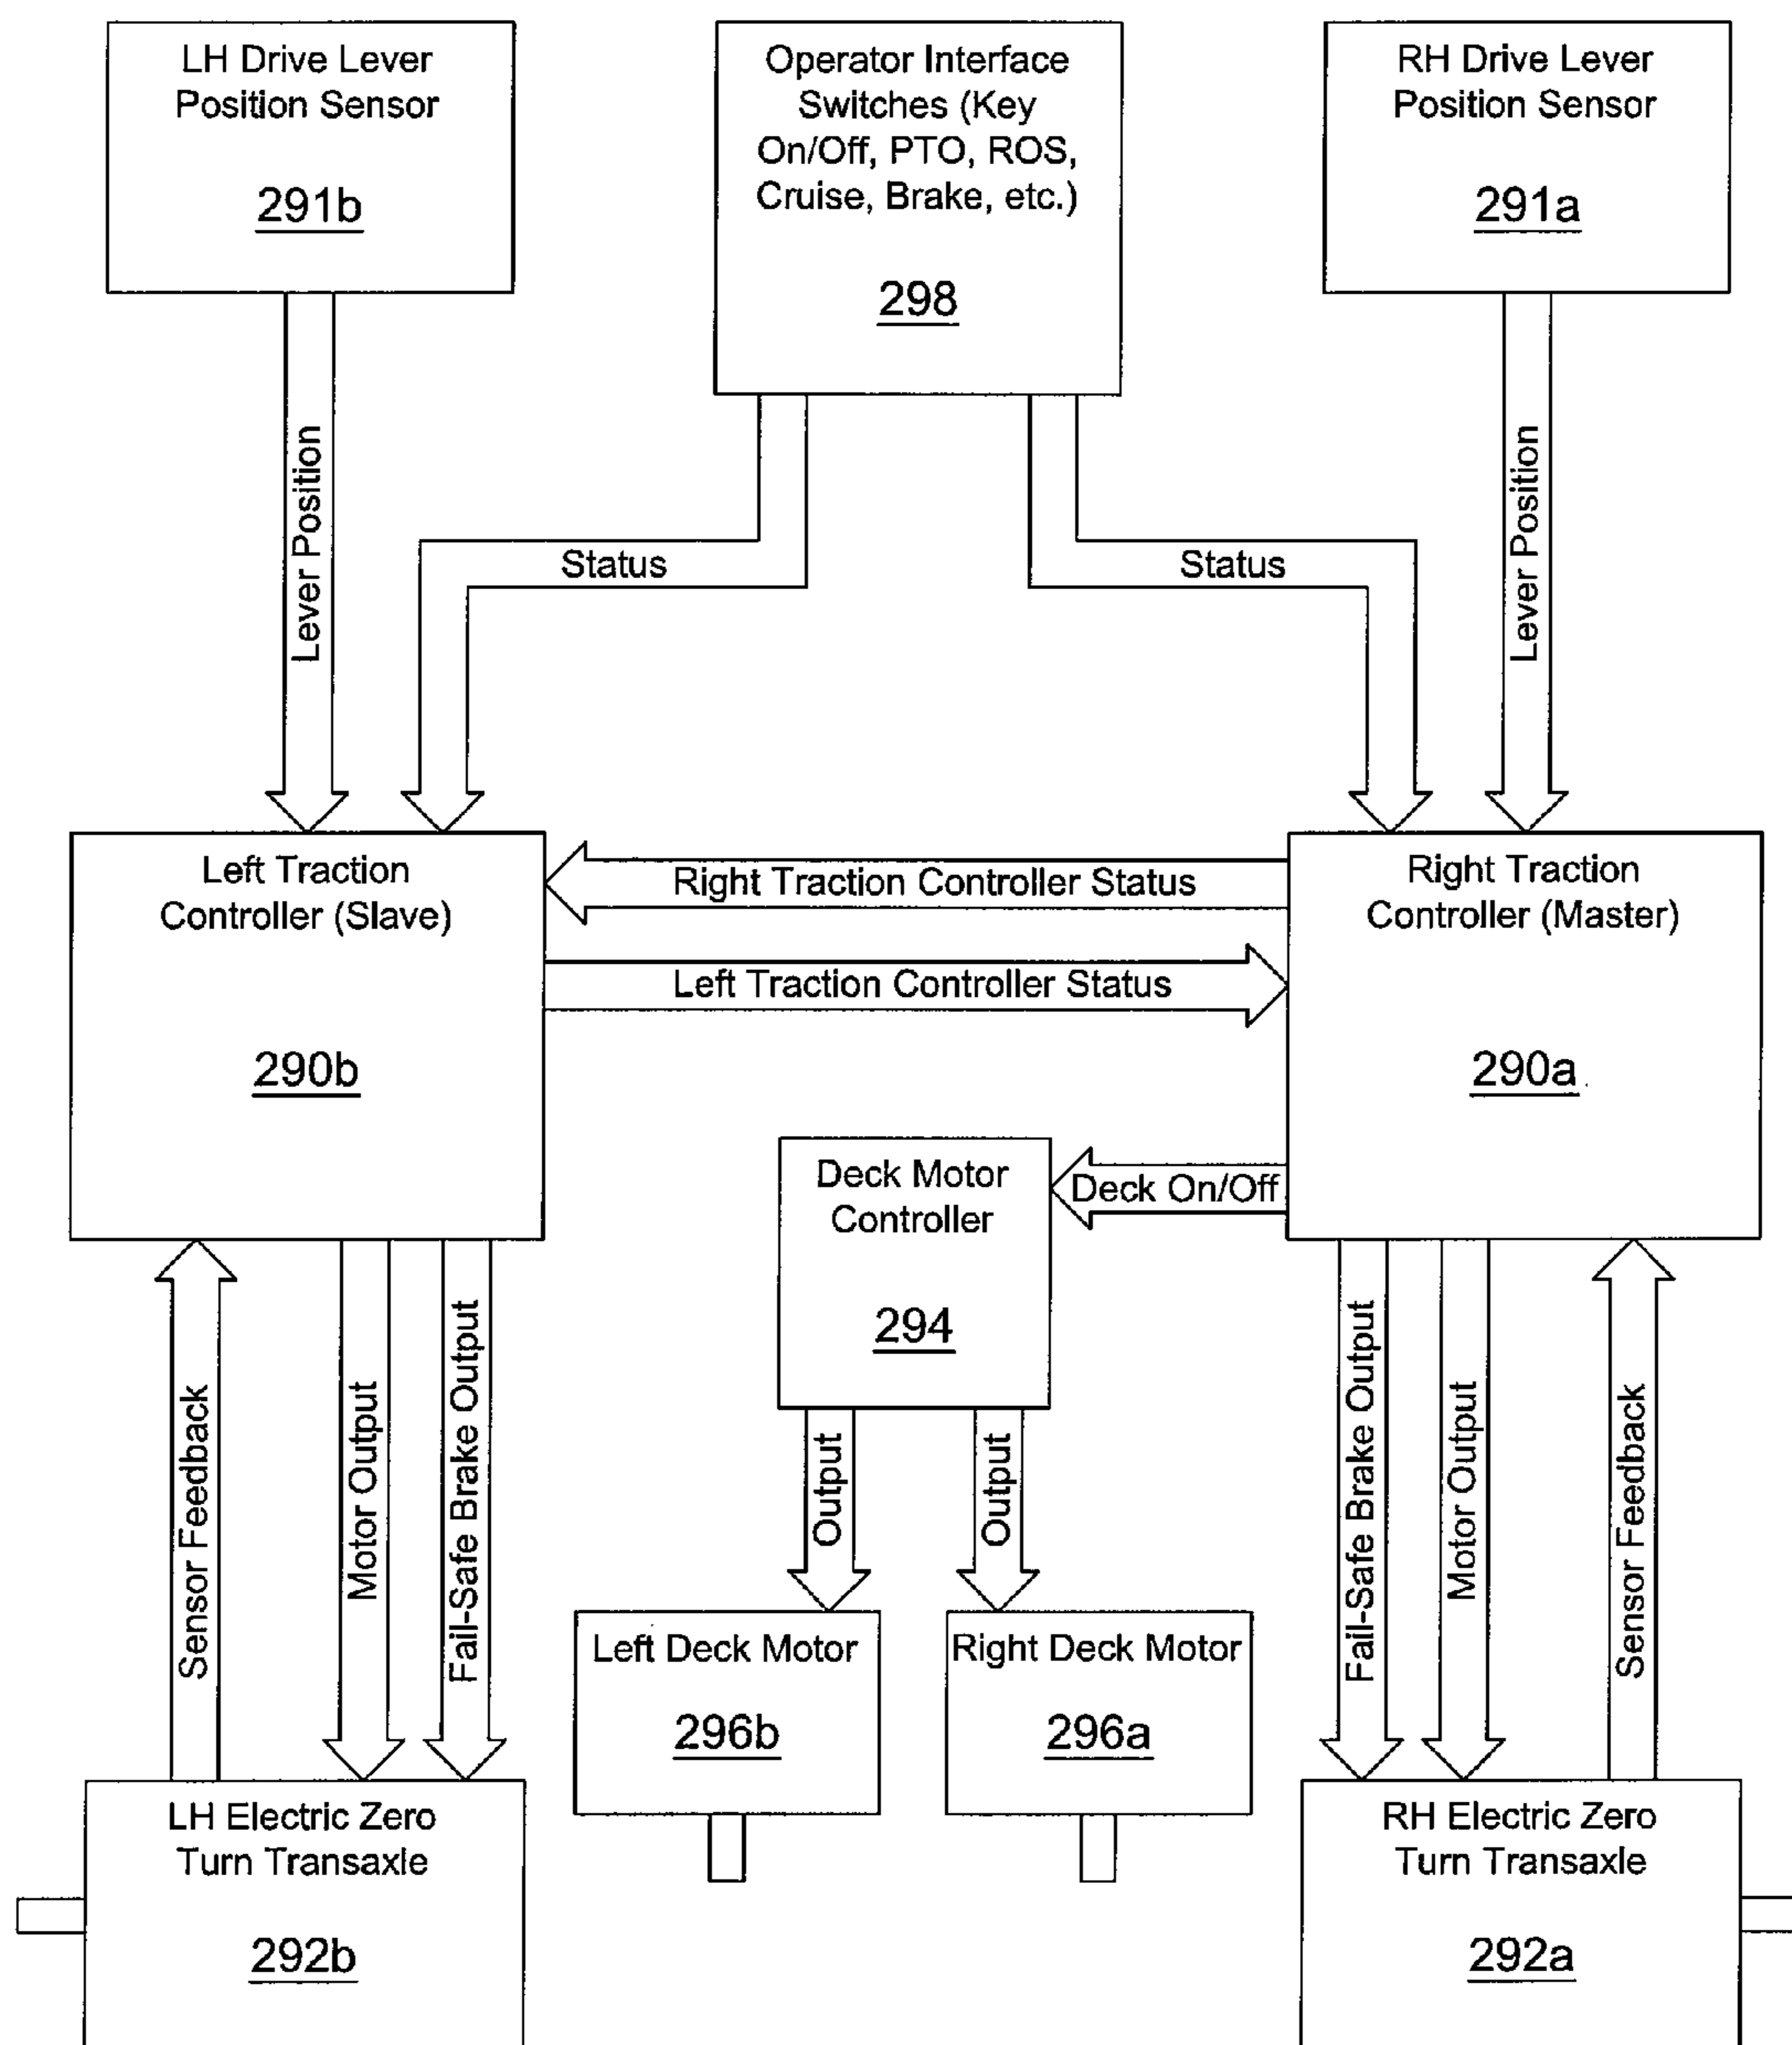 LH Drive Lever
Position Sensor
291b
Operator Interface
Switches (Key
On/Off, PTO, ROS,
Cruise, Brake, etc.)
298
RH Drive Lever
Position Sensor
291a
Lever Position
Status
Status
Lever Position
Left Traction
Controller (Slave)
290b
Right Traction Controller Status
Left Traction Controller Status
Right Traction
Controller (Master)
290a
Deck Motor
Controller
294
Deck On/Off
Sensor Feedback
Motor Output
Fail-Safe Brake Output
Output
Output
Fail-Safe Brake Output
Motor Output
Sensor Feedback
Left Deck Motor
296b
Right Deck Motor
296a
LH Electric Zero
Turn Transaxle
292b
RH Electric Zero
Turn Transaxle
292a